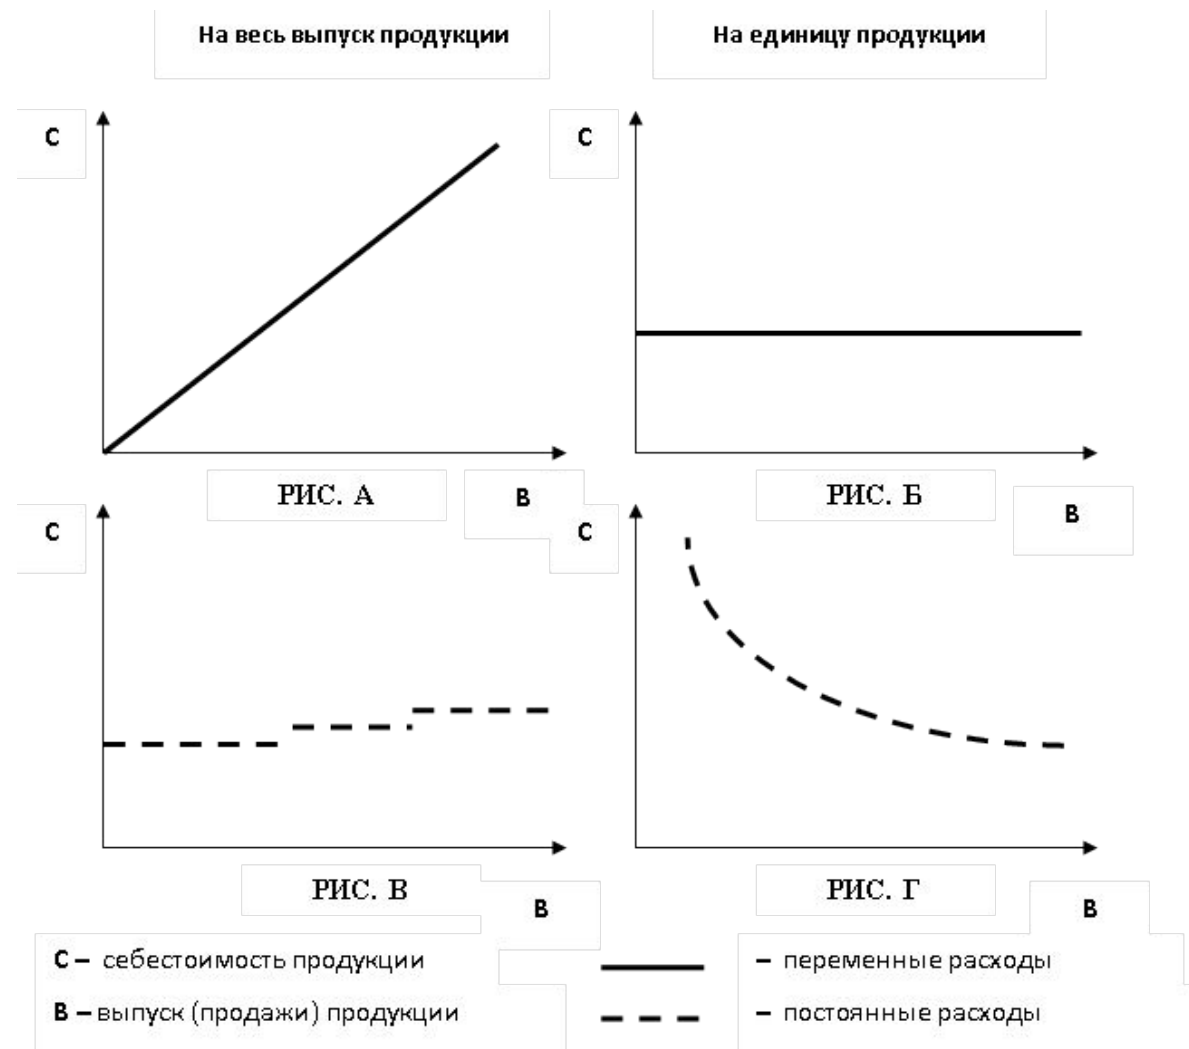 На весь выпуск продукции
На единицу продукции
С
С
РИС. А
В
РИС. Б
В
С
С
РИС. В
В
РИС. Г
В
С – себестоимость продукции
– переменные расходы
В – выпуск (продажи) продукции
– постоянные расходы